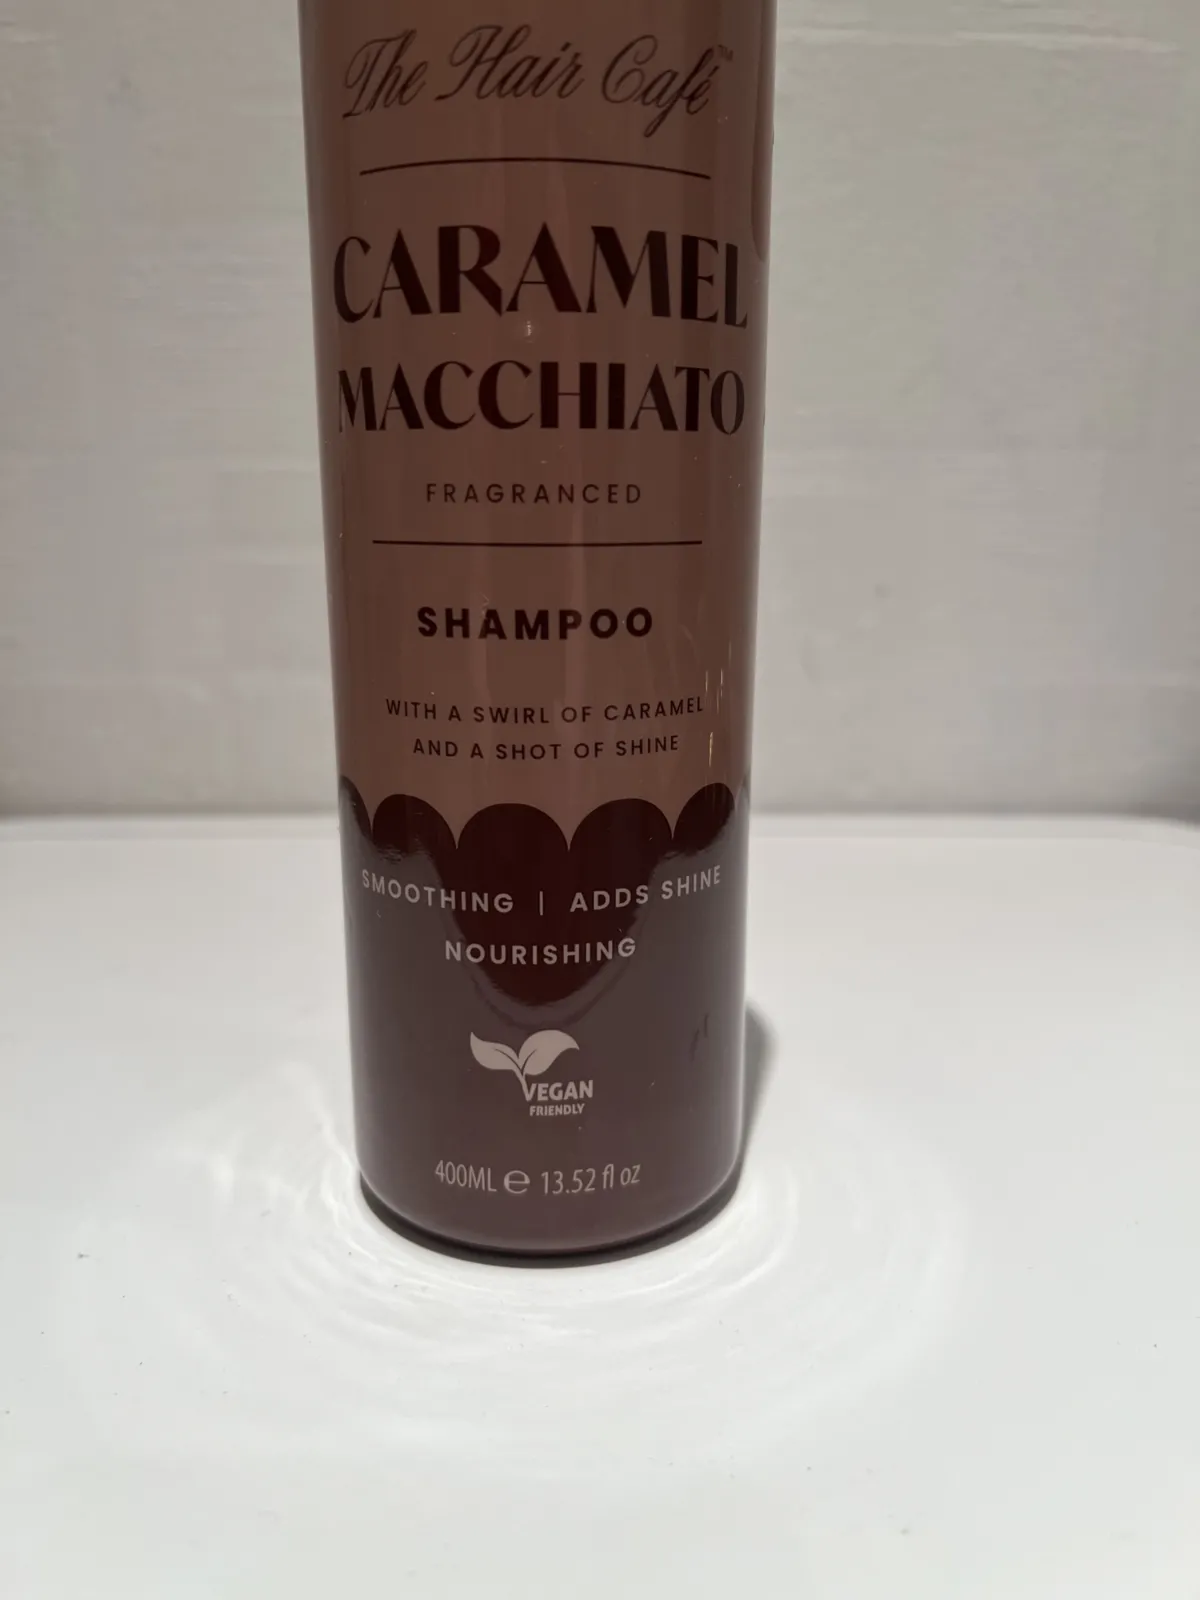 The Hair Café™
CARAMEL
MACCHIATO
FRAGRANCED
SHAMPOO
WITH A SWIRL OF CARAMEL
AND A SHOT OF SHINE
SMOOTHING | ADDS SHINE
NOURISHING
VEGAN
FRIENDLY
400ML ℮ 13.52 fl oz